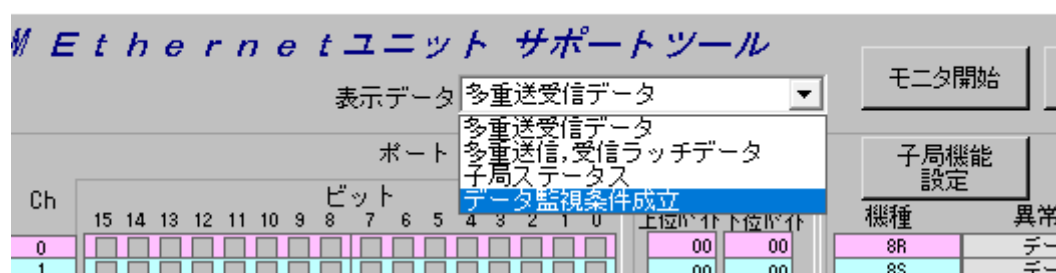 Ethernetユニット サポートツール
表示データ 多重送受信データ
モニタ開始
多重送受信データ
多重送信,受信ラッチデータ
子局ステータス
データ監視条件成立
ポート
子局機能
設定
Ch ビット
15 14 13 12 11 10 9 8 7 6 5 4 3 2 1 0 上位バイト 下位バイト 機種 異常
0 00 00 8R デー
1 00 00 8S デー